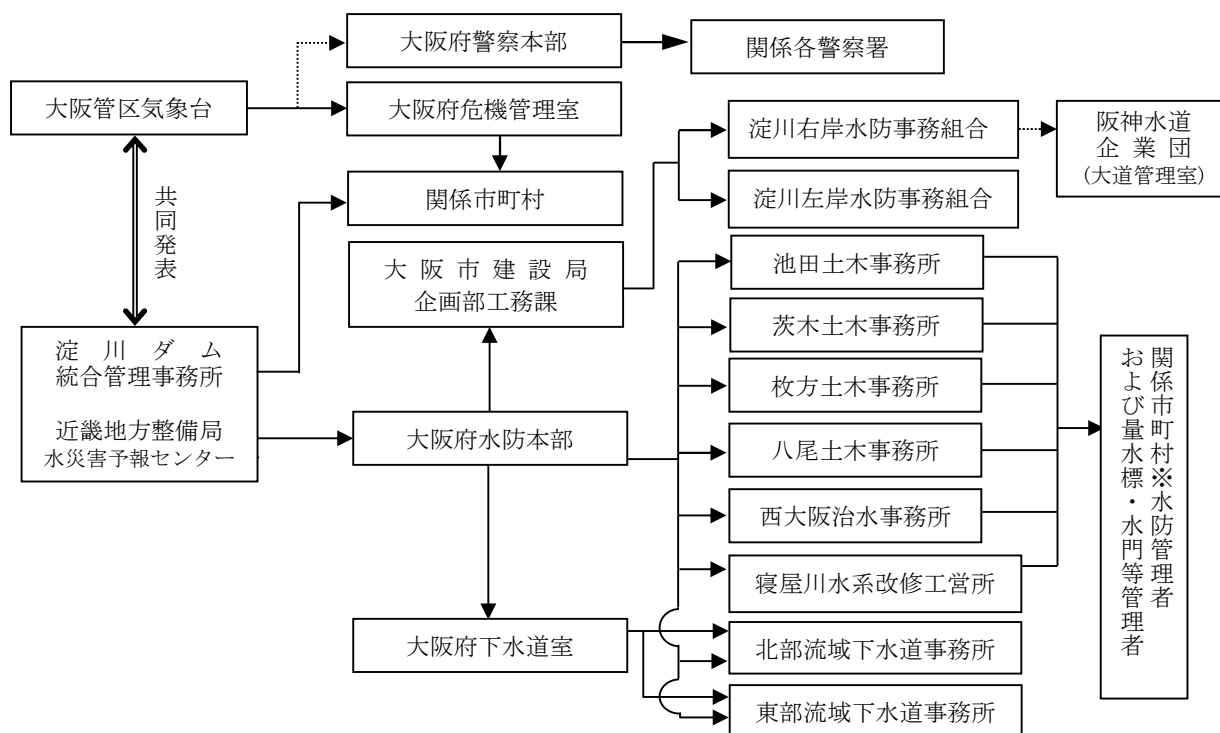 大阪府警察本部
関係各警察署
大阪管区気象台
大阪府危機管理室
淀川右岸水防事務組合
阪神水道
企業団
(大道管理室)
共同発表
関係市町村
淀川左岸水防事務組合
大阪市建設局
企画部工務課
池田土木事務所
淀川ダム
統合管理事務所
近畿地方整備局
水災害予報センター
茨木土木事務所
枚方土木事務所
大阪府水防本部
八尾土木事務所
西大阪治水事務所
寝屋川水系改修工営所
関係市町村※水防管理者
および量水標・水門等管理者
大阪府下水道室
北部流域下水道事務所
東部流域下水道事務所